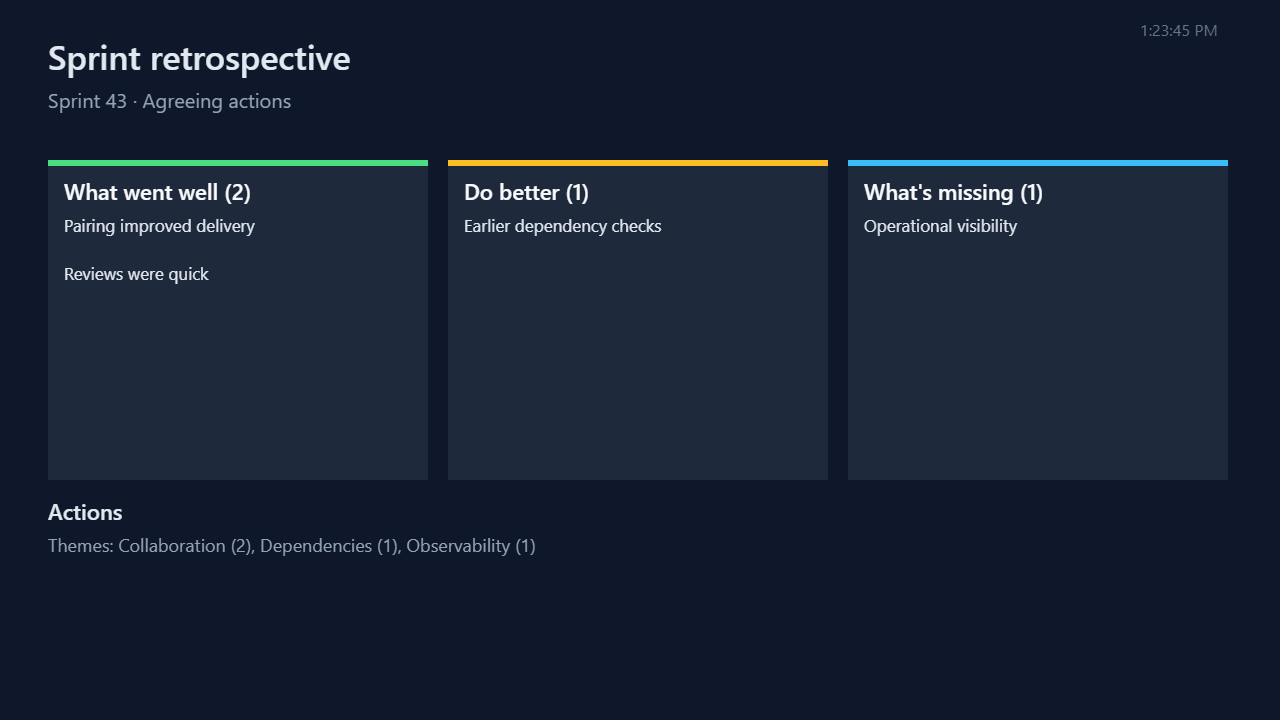 1:23:45 PM
Sprint retrospective
Sprint 43 · Agreeing actions
What went well (2)
Pairing improved delivery
Reviews were quick
Do better (1)
Earlier dependency checks
What's missing (1)
Operational visibility
Actions
Themes: Collaboration (2), Dependencies (1), Observability (1)